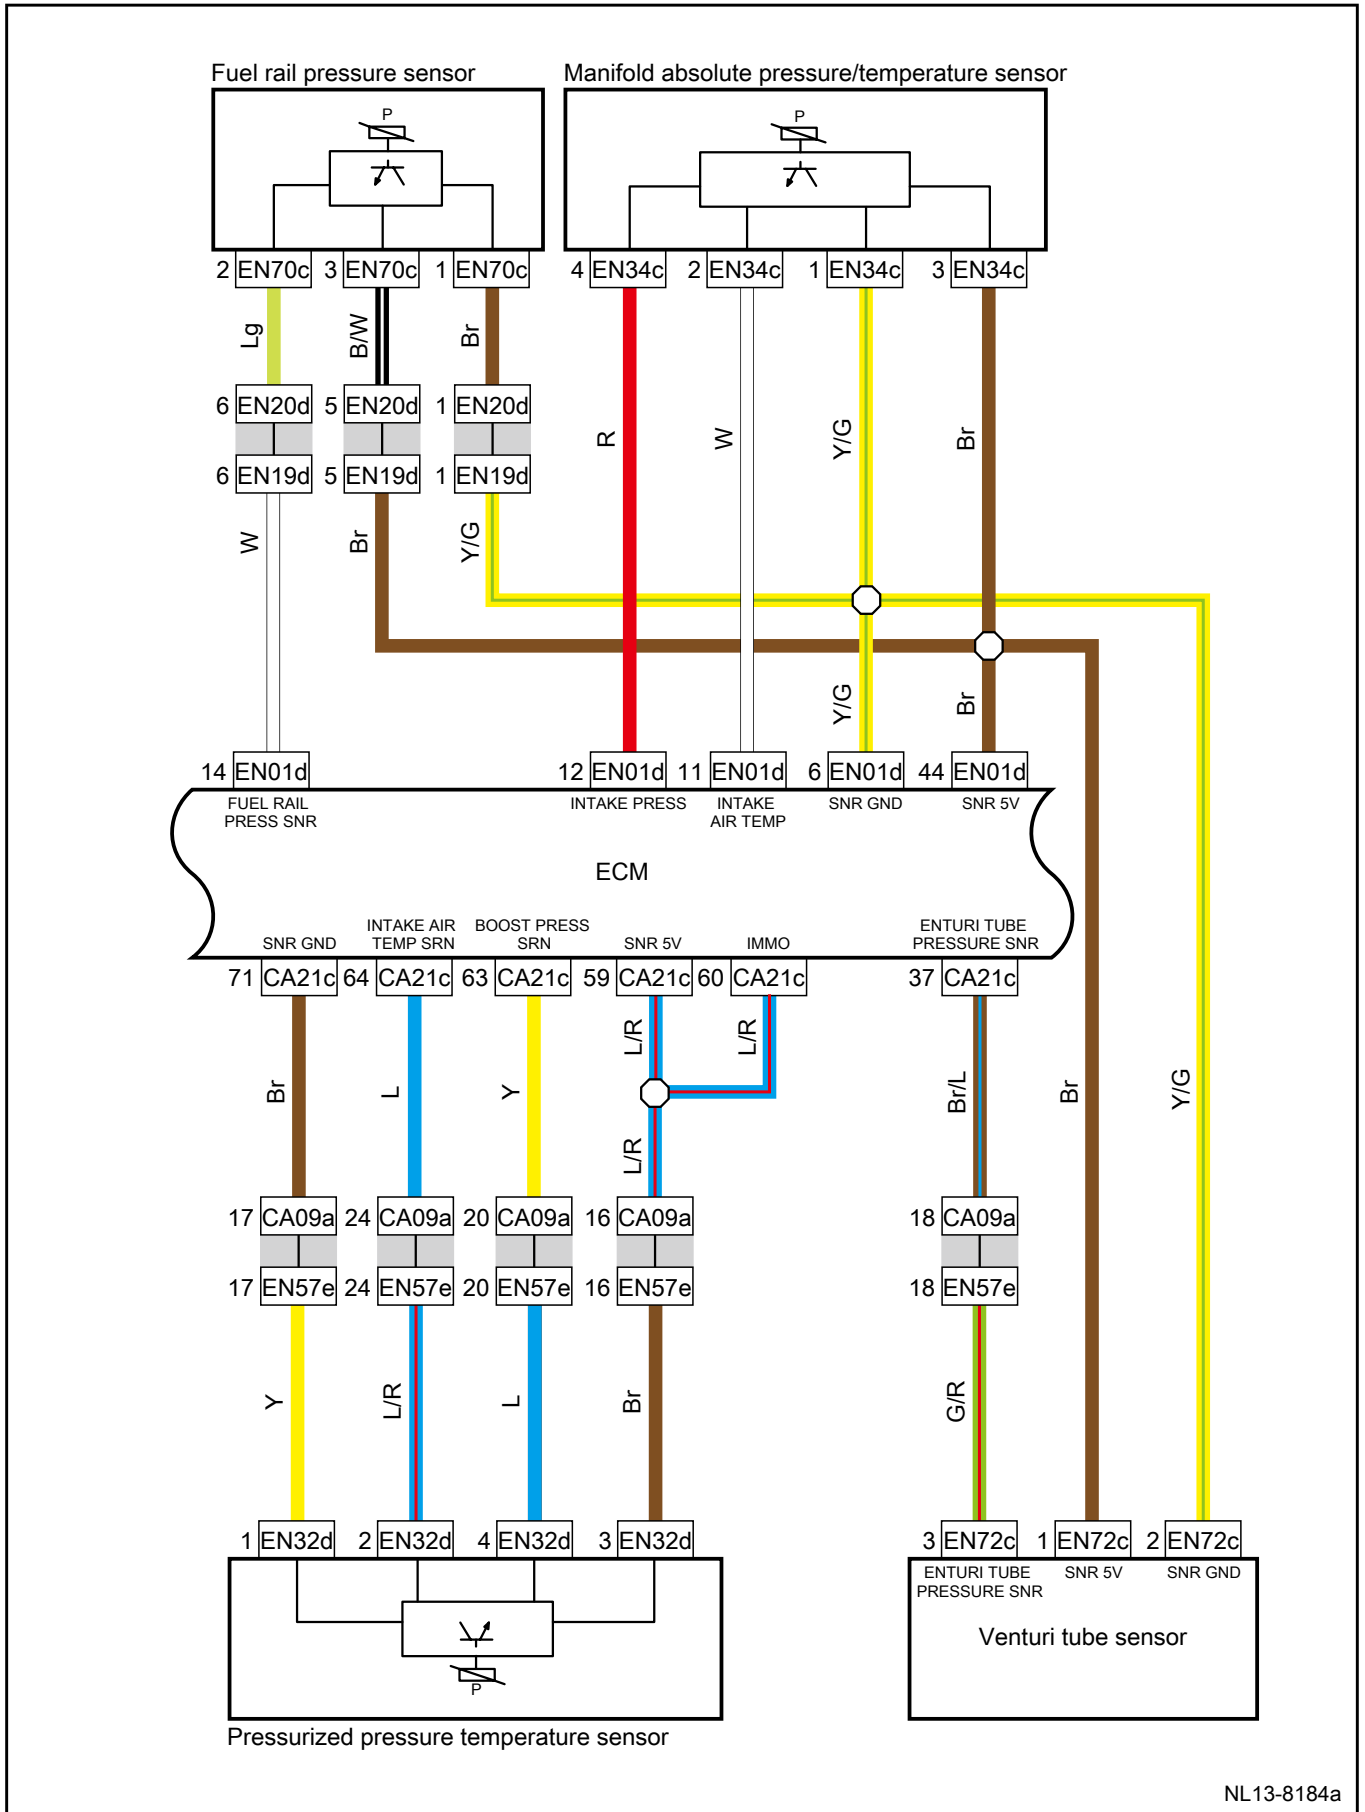 Fuel rail pressure sensor
Manifold absolute pressure/temperature sensor
P
P
2 EN70c 3 EN70c 1 EN70c 4 EN34c 2 EN34c 1 EN34c 3 EN34c
Lg
B/W
Br
6 EN20d 5 EN20d 1 EN20d
R
W
Y/G
Br
6 EN19d 5 EN19d 1 EN19d
W
Br
Y/G
Y/G
Br
14 EN01d 12 EN01d 11 EN01d 6 EN01d 44 EN01d
FUEL RAIL
PRESS SNR
INTAKE PRESS
INTAKE
AIR TEMP
SNR GND
SNR 5V
ECM
SNR GND
INTAKE AIR
TEMP SRN
BOOST PRESS
SRN
SNR 5V
IMMO
ENTURI TUBE
PRESSURE SNR
71 CA21c 64 CA21c 63 CA21c 59 CA21c 60 CA21c 37 CA21c
L/R
L/R
Br
L
Y
Br/L
Br
Y/G
L/R
17 CA09a 24 CA09a 20 CA09a 16 CA09a 18 CA09a
17 EN57e 24 EN57e 20 EN57e 16 EN57e 18 EN57e
Y
L/R
L
Br
G/R
1 EN32d 2 EN32d 4 EN32d 3 EN32d 3 EN72c 1 EN72c 2 EN72c
ENTURI TUBE
PRESSURE SNR
SNR 5V
SNR GND
Venturi tube sensor
P
Pressurized pressure temperature sensor
NL13-8184a